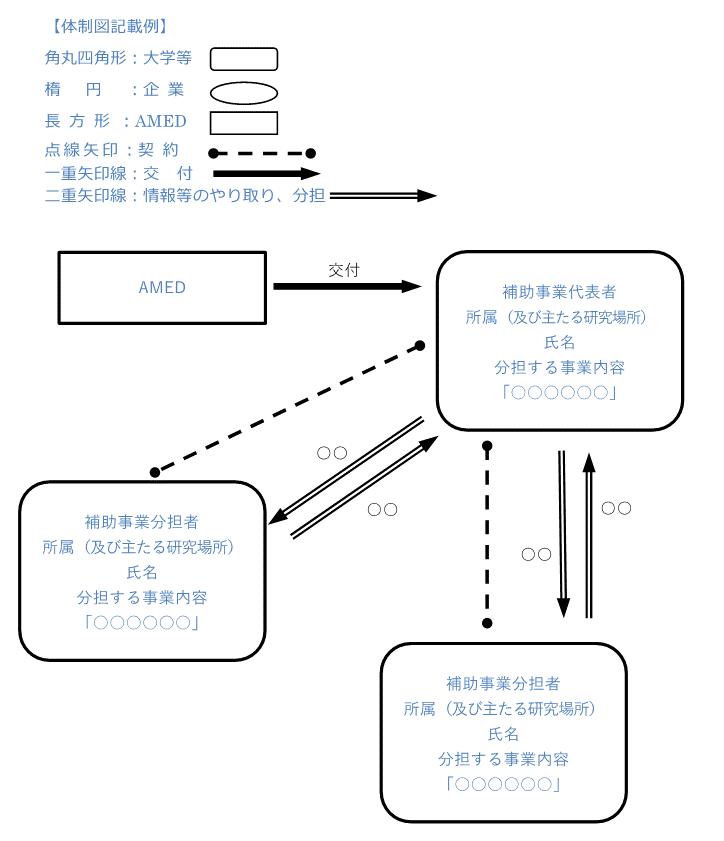 【体制図記載例】
角丸四角形：大学等
楕　円　：企 業
長 方 形 ：AMED
点線矢印：契 約
一重矢印線：交　付
二重矢印線：情報等のやり取り、分担
AMED
交付
補助事業代表者
所属（及び主たる研究場所）
氏名
分担する事業内容
「○○○○○○」
○○
○○
○○
○○
補助事業分担者
所属（及び主たる研究場所）
氏名
分担する事業内容
「○○○○○○」
補助事業分担者
所属（及び主たる研究場所）
氏名
分担する事業内容
「○○○○○○」